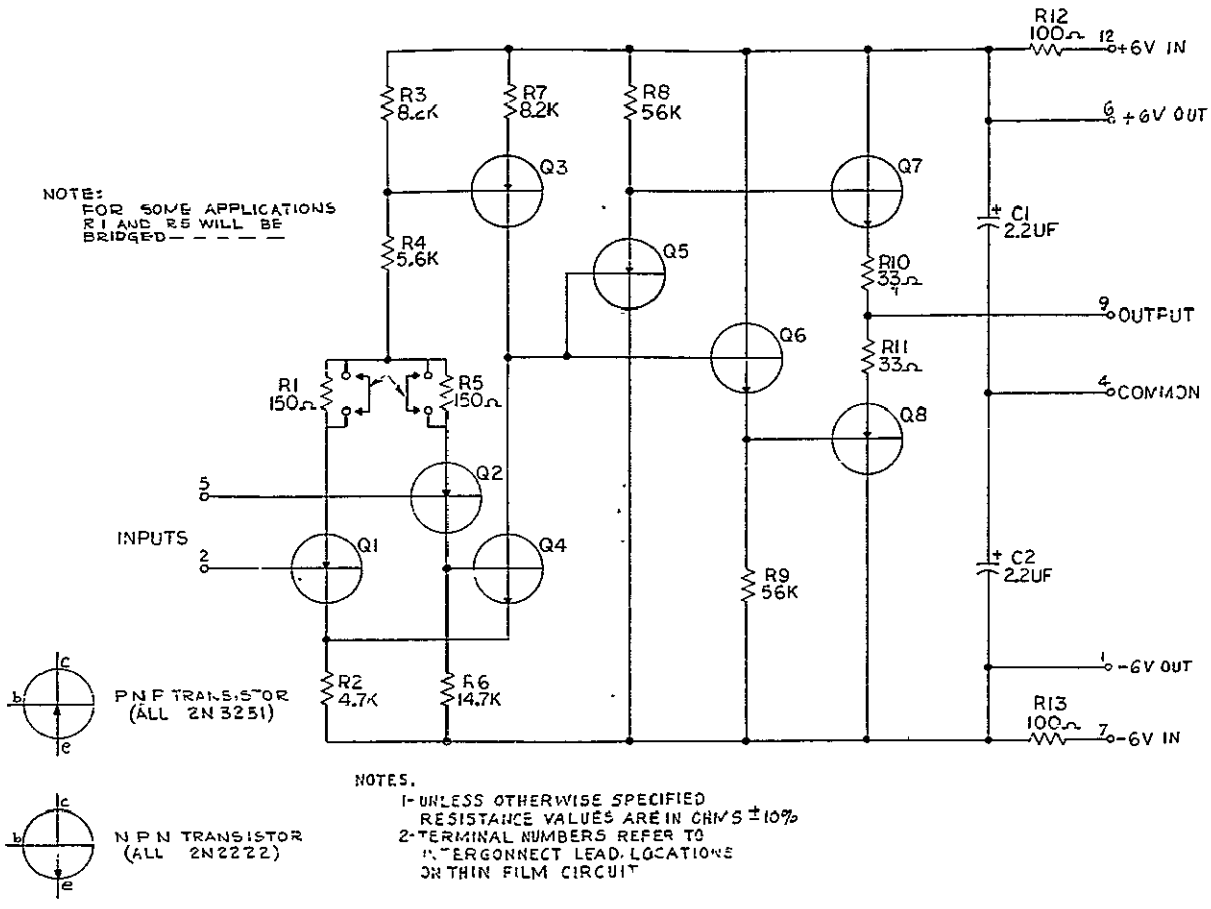 R12
100Ω
12
+6V IN
6
+6V OUT
R3
R7
8.2K
R8
56K
Q3
Q7
NOTE:
FOR SOME APPLICATIONS
R1 AND R5 WILL BE
BRIDGED-----
+ C1
2.2UF
R4
5.6K
Q5
R10
33Ω
9
OUTPUT
Q6
R11
33Ω
R1
150Ω
R5
150Ω
4
COMMON
Q8
Q2
5
INPUTS
2
Q1
Q4
+ C2
2.2UF
R9
56K
R2
4.7K
R6
14.7K
1
-6V OUT
R13
100Ω
7
-6V IN
c
b
e
PNP TRANSISTOR
(ALL 2N3251)
c
b
e
NPN TRANSISTOR
(ALL 2N2222)
NOTES.
1- UNLESS OTHERWISE SPECIFIED
RESISTANCE VALUES ARE IN OHMS ±10%
2- TERMINAL NUMBERS REFER TO
INTERCONNECT LEAD LOCATIONS
ON THIN FILM CIRCUIT